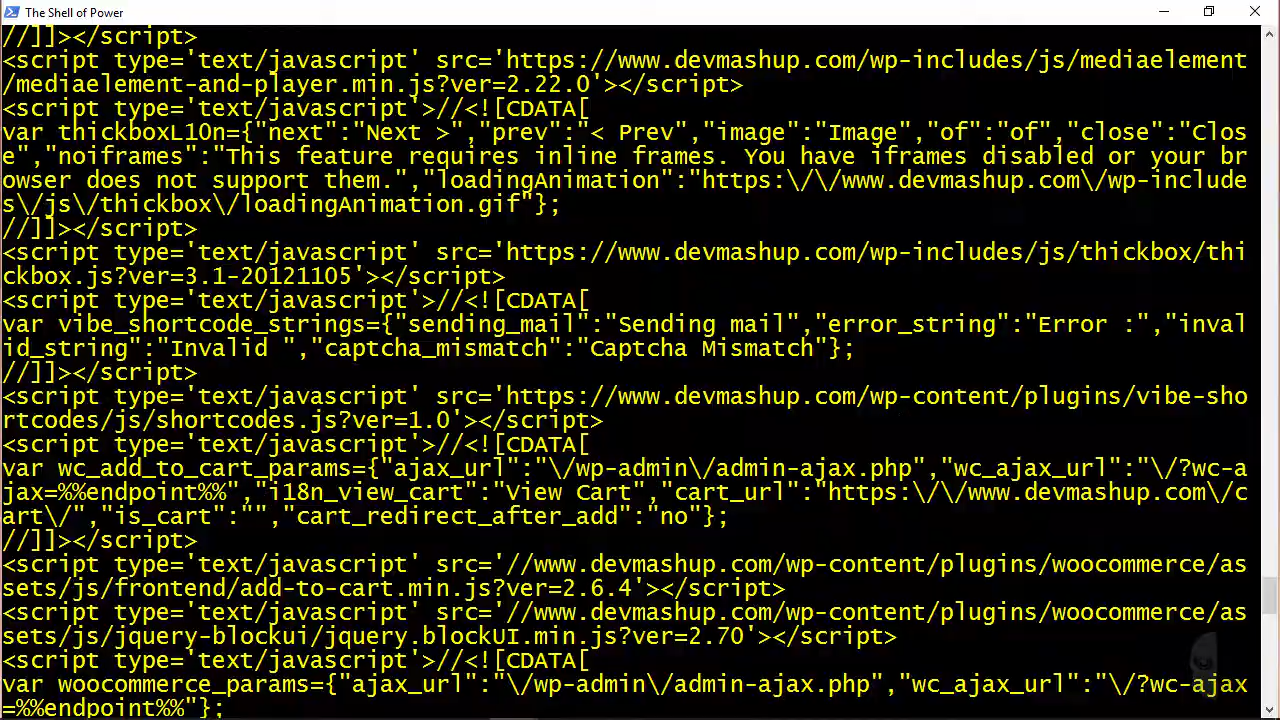 The Shell of Power
//]]></script>
<script type='text/javascript' src='https://www.devmashup.com/wp-includes/js/mediaelement
/mediaelement-and-player.min.js?ver=2.22.0'></script>
<script type='text/javascript'>//<![CDATA[
var thickboxL10n={"next":"Next >","prev":"< Prev","image":"Image","of":"of","close":"Clos
e","noiframes":"This feature requires inline frames. You have iframes disabled or your br
owser does not support them.","loadingAnimation":"https:\/\/www.devmashup.com\/wp-include
s\/js\/thickbox\/loadingAnimation.gif"};
//]]></script>
<script type='text/javascript' src='https://www.devmashup.com/wp-includes/js/thickbox/thi
ckbox.js?ver=3.1-20121105'></script>
<script type='text/javascript'>//<![CDATA[
var vibe_shortcode_strings={"sending_mail":"Sending mail","error_string":"Error :","inval
id_string":"Invalid ","captcha_mismatch":"Captcha Mismatch"};
//]]></script>
<script type='text/javascript' src='https://www.devmashup.com/wp-content/plugins/vibe-sho
rtcodes/js/shortcodes.js?ver=1.0'></script>
<script type='text/javascript'>//<![CDATA[
var wc_add_to_cart_params={"ajax_url":"\/wp-admin\/admin-ajax.php","wc_ajax_url":"\/?wc-a
jax=%%endpoint%%","i18n_view_cart":"View Cart","cart_url":"https:\/\/www.devmashup.com\/c
art\/","is_cart":"","cart_redirect_after_add":"no"};
//]]></script>
<script type='text/javascript' src='//www.devmashup.com/wp-content/plugins/woocommerce/as
sets/js/frontend/add-to-cart.min.js?ver=2.6.4'></script>
<script type='text/javascript' src='//www.devmashup.com/wp-content/plugins/woocommerce/as
sets/js/jquery-blockui/jquery.blockUI.min.js?ver=2.70'></script>
<script type='text/javascript'>//<![CDATA[
var woocommerce_params={"ajax_url":"\/wp-admin\/admin-ajax.php","wc_ajax_url":"\/?wc-ajax
=%%endpoint%%"};